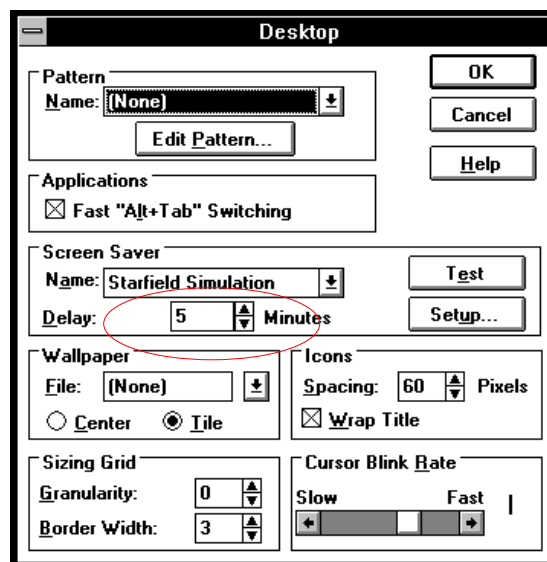 Desktop
Pattern
Name: (None)
Edit Pattern...
OK
Cancel
Help
Applications
Fast "Alt+Tab" Switching
Screen Saver
Name: Starfield Simulation
Delay: 5 Minutes
Test
Setup...
Wallpaper
File: (None)
Center Tile
Icons
Spacing: 60 Pixels
Wrap Title
Sizing Grid
Granularity: 0
Border Width: 3
Cursor Blink Rate
Slow Fast